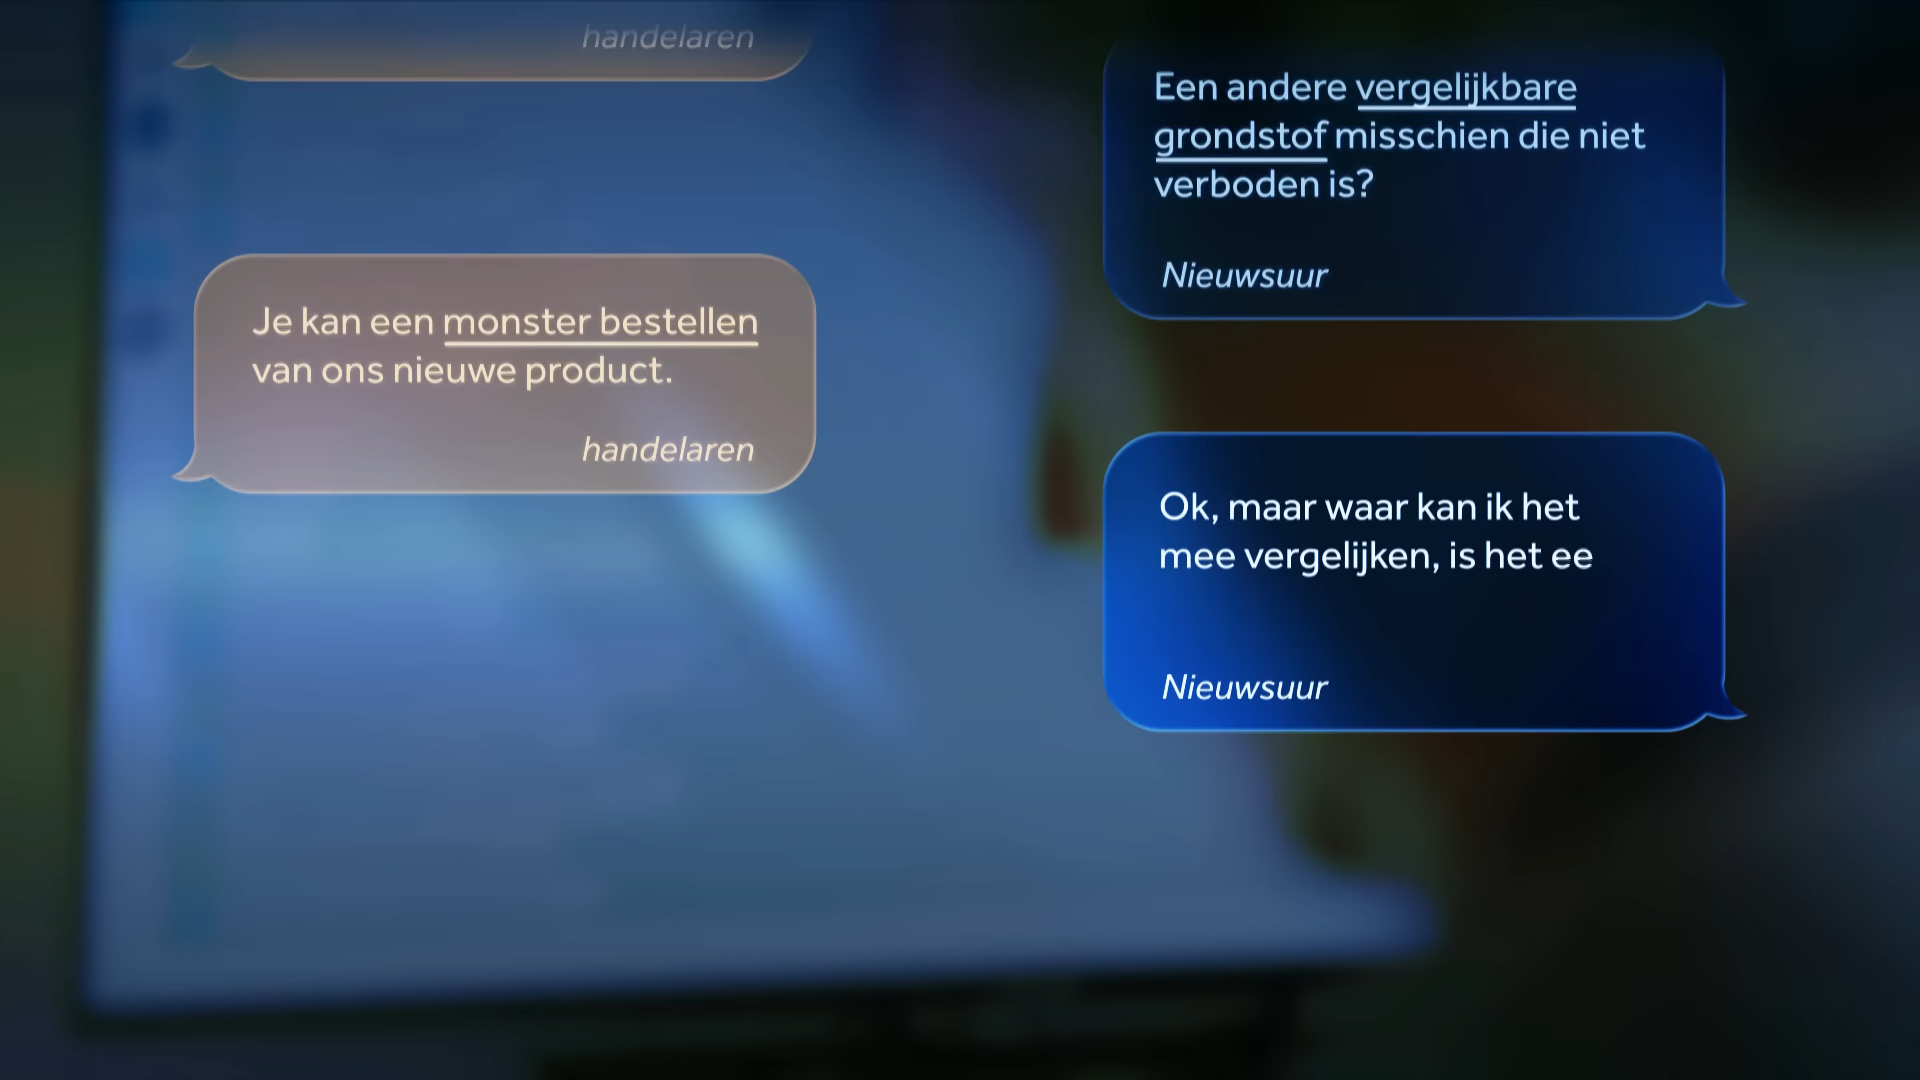 handelaren
Een andere vergelijkbare
grondstof misschien die niet
verboden is?
Nieuwsuur
Je kan een monster bestellen
van ons nieuwe product.
handelaren
Ok, maar waar kan ik het
mee vergelijken, is het ee
Nieuwsuur